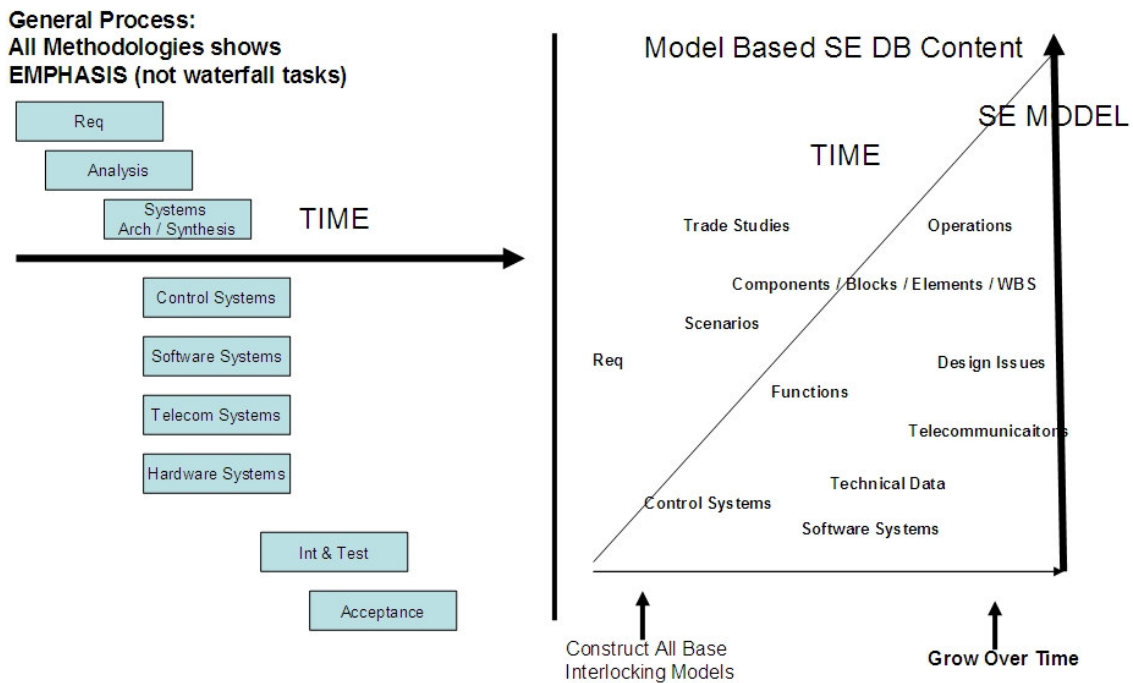 General Process:
All Methodologies shows
EMPHASIS (not waterfall tasks)
Req
Analysis
Systems
Arch / Synthesis
TIME
Control Systems
Software Systems
Telecom Systems
Hardware Systems
Int & Test
Acceptance
Model Based SE DB Content
SE MODEL
TIME
Trade Studies
Operations
Components / Blocks / Elements / WBS
Scenarios
Req
Design Issues
Functions
Telecommunicaitons
Technical Data
Control Systems
Software Systems
Construct All Base
Interlocking Models
Grow Over Time